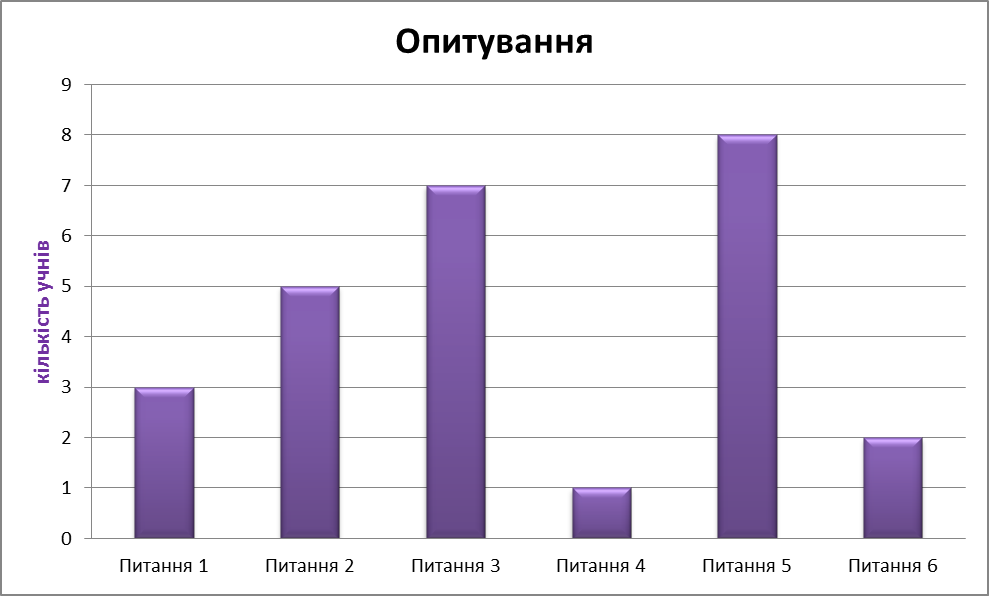 Опитування
9
8
7
6
5
4
3
2
1
0
кількість учнів
Питання 1
Питання 2
Питання 3
Питання 4
Питання 5
Питання 6